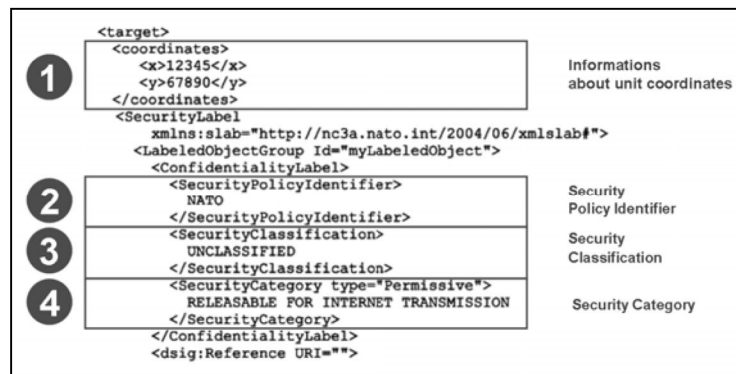 <target>
1
<coordinates>
<x>12345</x>
<y>67890</y>
</coordinates>
Informations
about unit coordinates
<SecurityLabel
xmlns:slab="http://nc3a.nato.int/2004/06/xmlslab#">
<LabeledObjectGroup Id="myLabeledObject">
<ConfidentialityLabel>
2
<SecurityPolicyIdentifier>
NATO
</SecurityPolicyIdentifier>
Security
Policy Identifier
3
<SecurityClassification>
UNCLASSIFIED
</SecurityClassification>
Security
Classification
4
<SecurityCategory type="Permissive">
RELEASABLE FOR INTERNET TRANSMISSION
</SecurityCategory>
Security Category
</ConfidentialityLabel>
<dsig:Reference URI="">